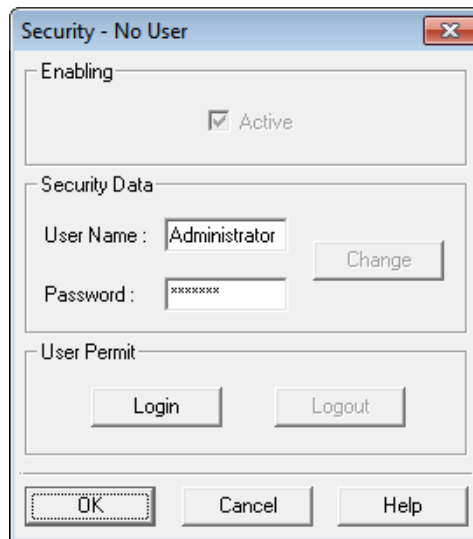 Security - No User
Enabling
Active
Security Data
User Name : Administrator
Change
Password : *******
User Permit
Login Logout
OK Cancel Help